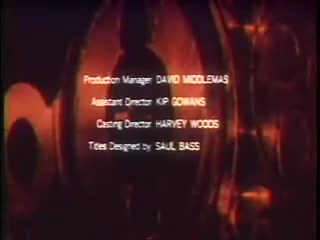 Production Manager DAVID MIDDLEMAS
Assistant Director KIP GOWANS
Casting Director HARVEY WOODS
Titles Designed by SAUL BASS